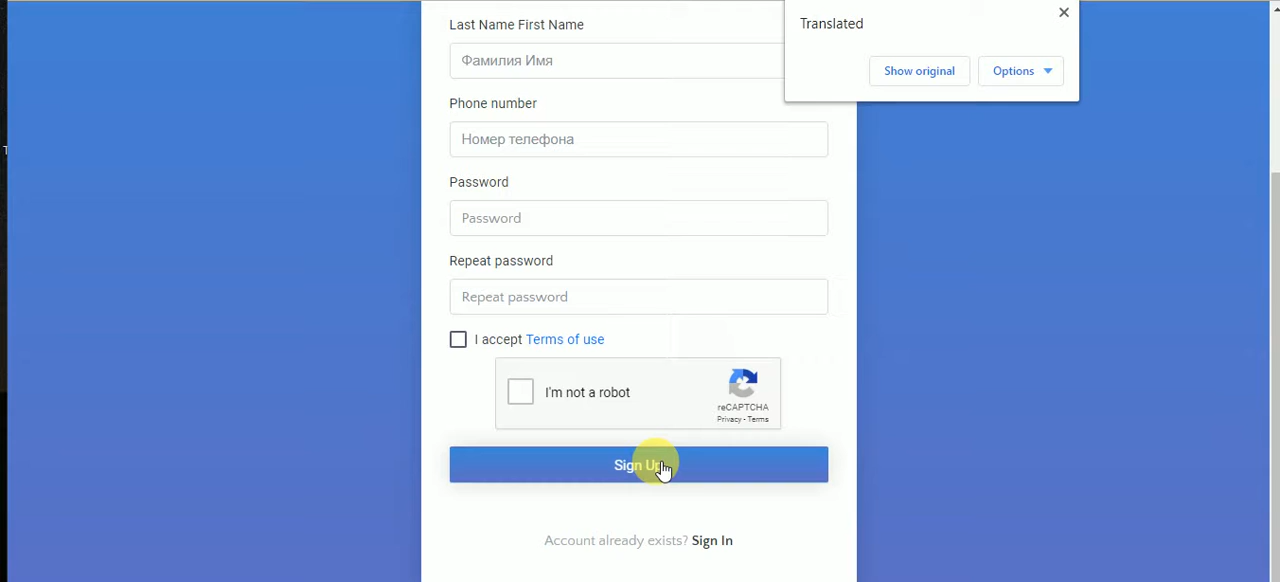 Last Name First Name
Фамилия Имя
Translated
Show original
Options
Phone number
Номер телефона
Password
Password
Repeat password
Repeat password
I accept Terms of use
I'm not a robot
reCAPTCHA
Privacy - Terms
Sign Up
Account already exists? Sign In